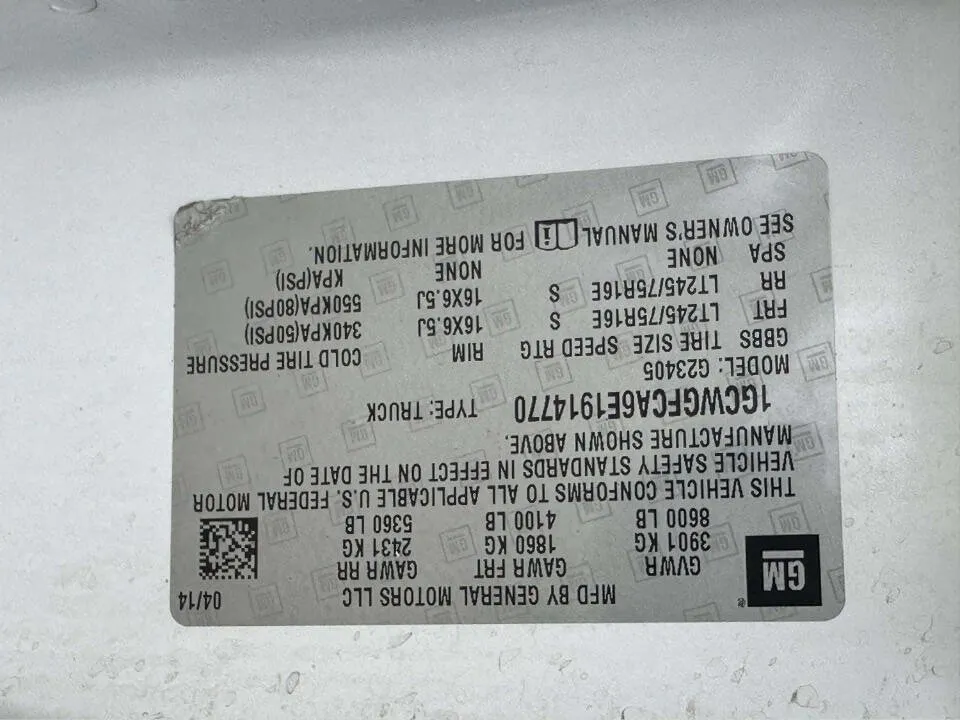 MFD BY GENERAL MOTORS LLC 04/14
GM
GVWR GAWR FRT GAWR RR
3901 KG 1860 KG 2431 KG
8600 LB 4100 LB 5360 LB
THIS VEHICLE CONFORMS TO ALL APPLICABLE U.S. FEDERAL MOTOR
VEHICLE SAFETY STANDARDS IN EFFECT ON THE DATE OF
MANUFACTURE SHOWN ABOVE.
1GCWGFCA6E1914770 TYPE: TRUCK
MODEL: G23405
GBBS TIRE SIZE SPEED RTG RIM COLD TIRE PRESSURE
FRT LT245/75R16E S 16X6.5J 340KPA(50PSI)
RR LT245/75R16E S 16X6.5J 550KPA(80PSI)
SPA NONE NONE KPA(PSI)
SEE OWNER'S MANUAL FOR MORE INFORMATION.